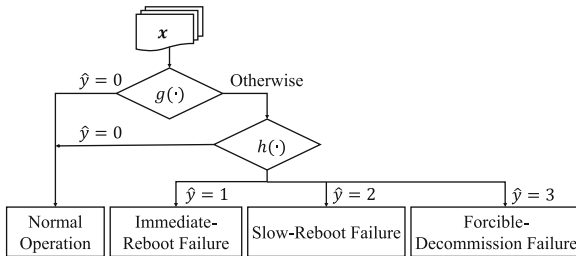 x
ŷ = 0
g(·)
Otherwise
ŷ = 0
h(·)
ŷ = 1
ŷ = 2
ŷ = 3
Normal
Operation
Immediate-
Reboot Failure
Slow-Reboot Failure
Forcible-
Decommission Failure